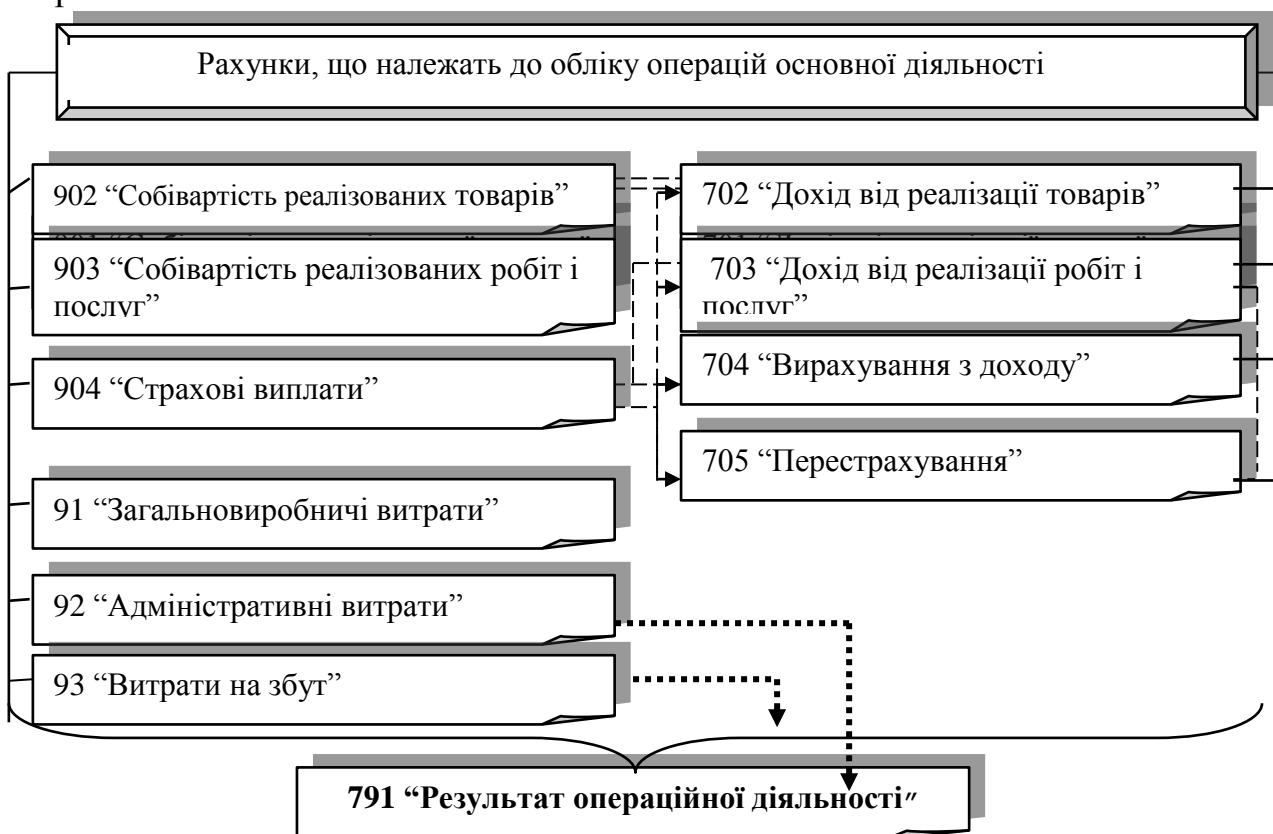 Рахунки, що належать до обліку операцій основної діяльності
902 “Собівартість реалізованих товарів”
903 “Собівартість реалізованих робіт і
послуг”
904 “Страхові виплати”
91 “Загальновиробничі витрати”
92 “Адміністративні витрати”
93 “Витрати на збут”
702 “Дохід від реалізації товарів”
703 “Дохід від реалізації робіт і
послуг”
704 “Вирахування з доходу”
705 “Перестрахування”
791 “Результат операційної діяльності″